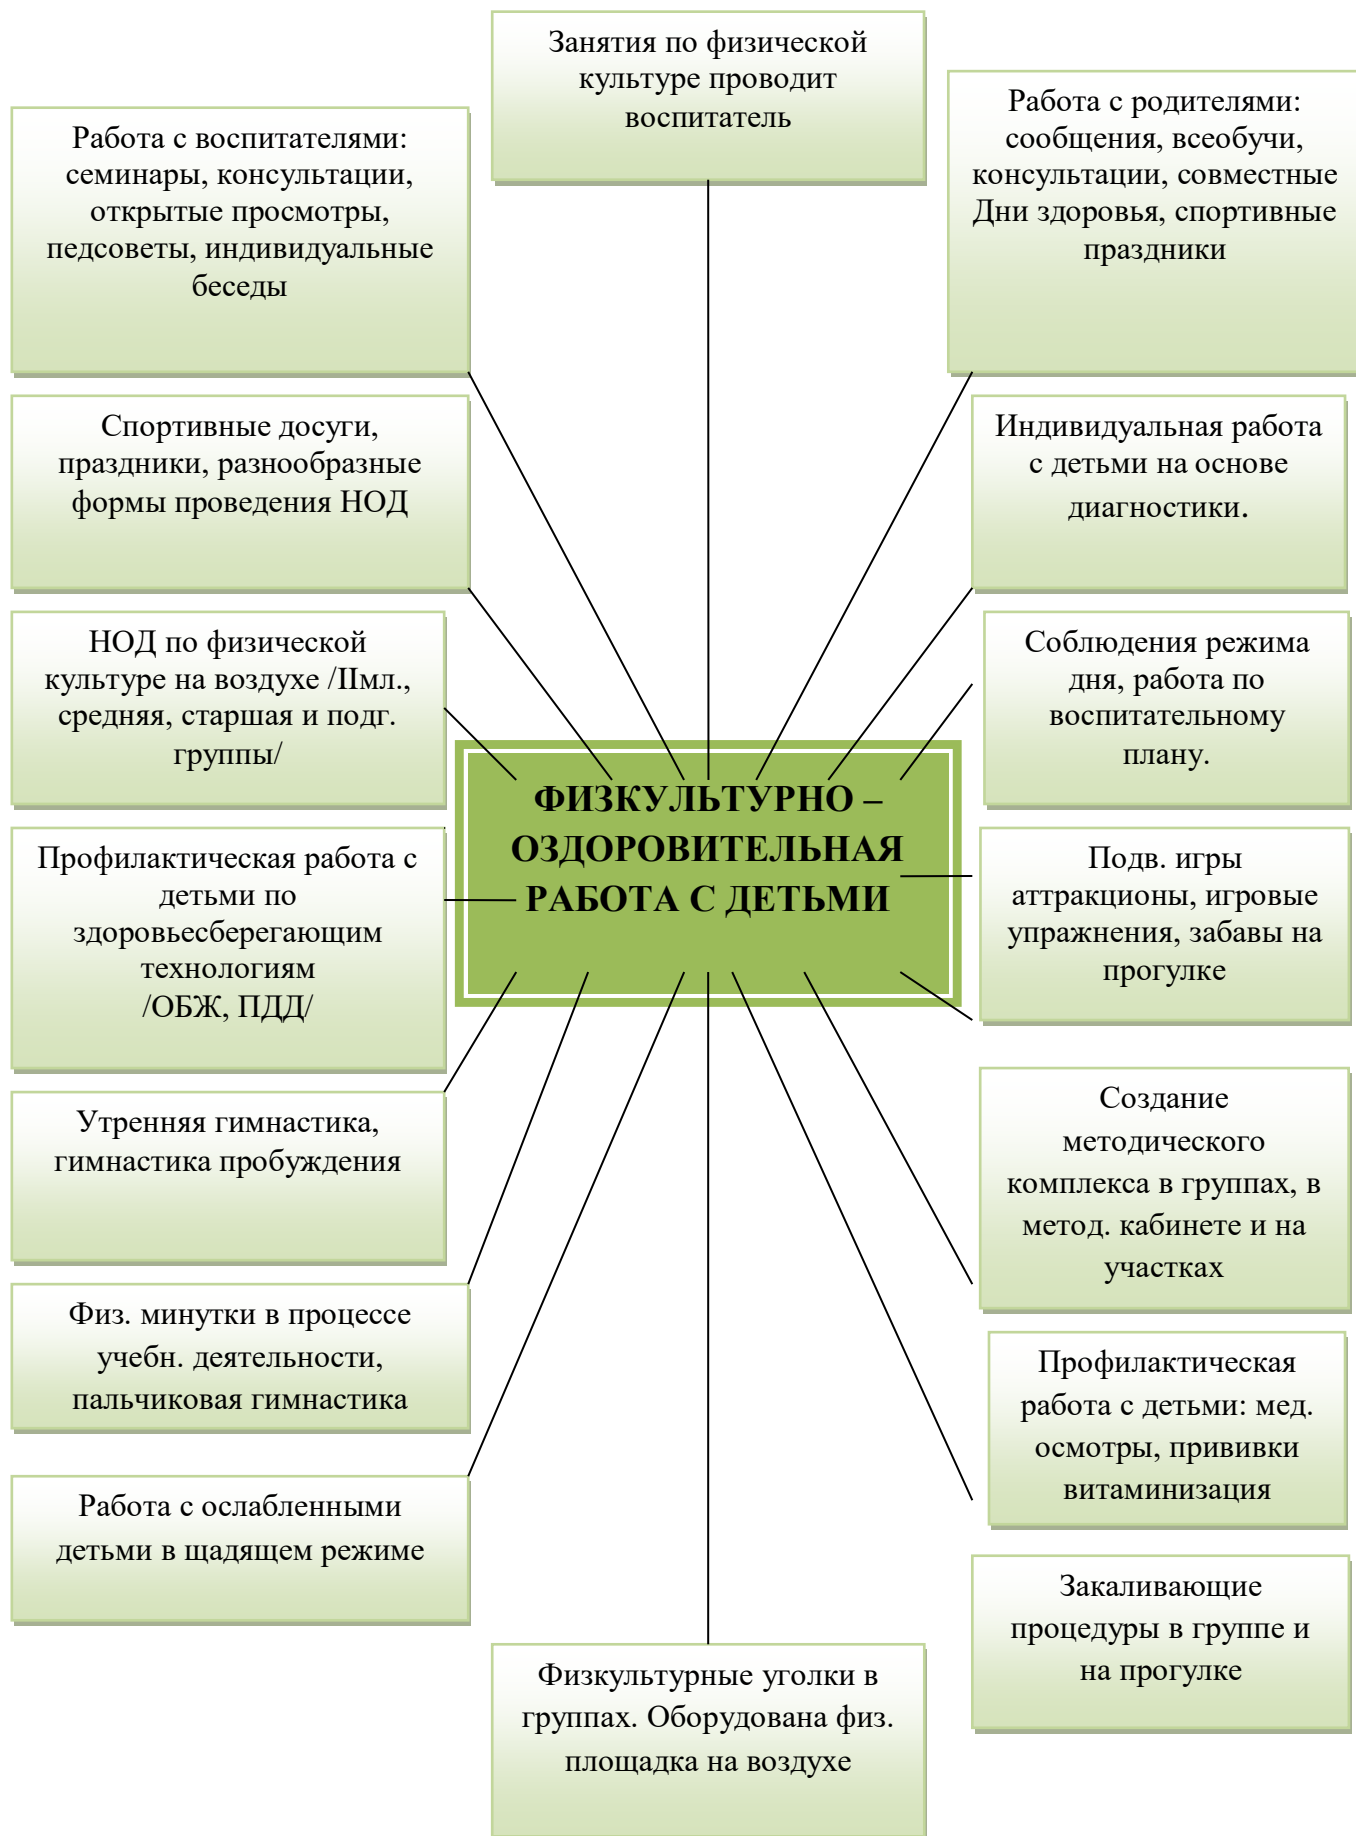 Занятия по физической
культуре проводит
воспитатель
Работа с воспитателями:
семинары, консультации,
открытые просмотры,
педсоветы, индивидуальные
беседы
Работа с родителями:
сообщения, всеобучи,
консультации, совместные
Дни здоровья, спортивные
праздники
Спортивные досуги,
праздники, разнообразные
формы проведения НОД
Индивидуальная работа
с детьми на основе
диагностики.
НОД по физической
культуре на воздухе /IIмл.,
средняя, старшая и подг.
группы/
Соблюдения режима
дня, работа по
воспитательному
плану.
ФИЗКУЛЬТУРНО –
ОЗДОРОВИТЕЛЬНАЯ
РАБОТА С ДЕТЬМИ
Профилактическая работа с
детьми по
здоровьесберегающим
технологиям
/ОБЖ, ПДД/
Подв. игры
аттракционы, игровые
упражнения, забавы на
прогулке
Утренняя гимнастика,
гимнастика пробуждения
Создание
методического
комплекса в группах, в
метод. кабинете и на
участках
Физ. минутки в процессе
учебн. деятельности,
пальчиковая гимнастика
Профилактическая
работа с детьми: мед.
осмотры, прививки
витаминизация
Работа с ослабленными
детьми в щадящем режиме
Закаливающие
процедуры в группе и
на прогулке
Физкультурные уголки в
группах. Оборудована физ.
площадка на воздухе